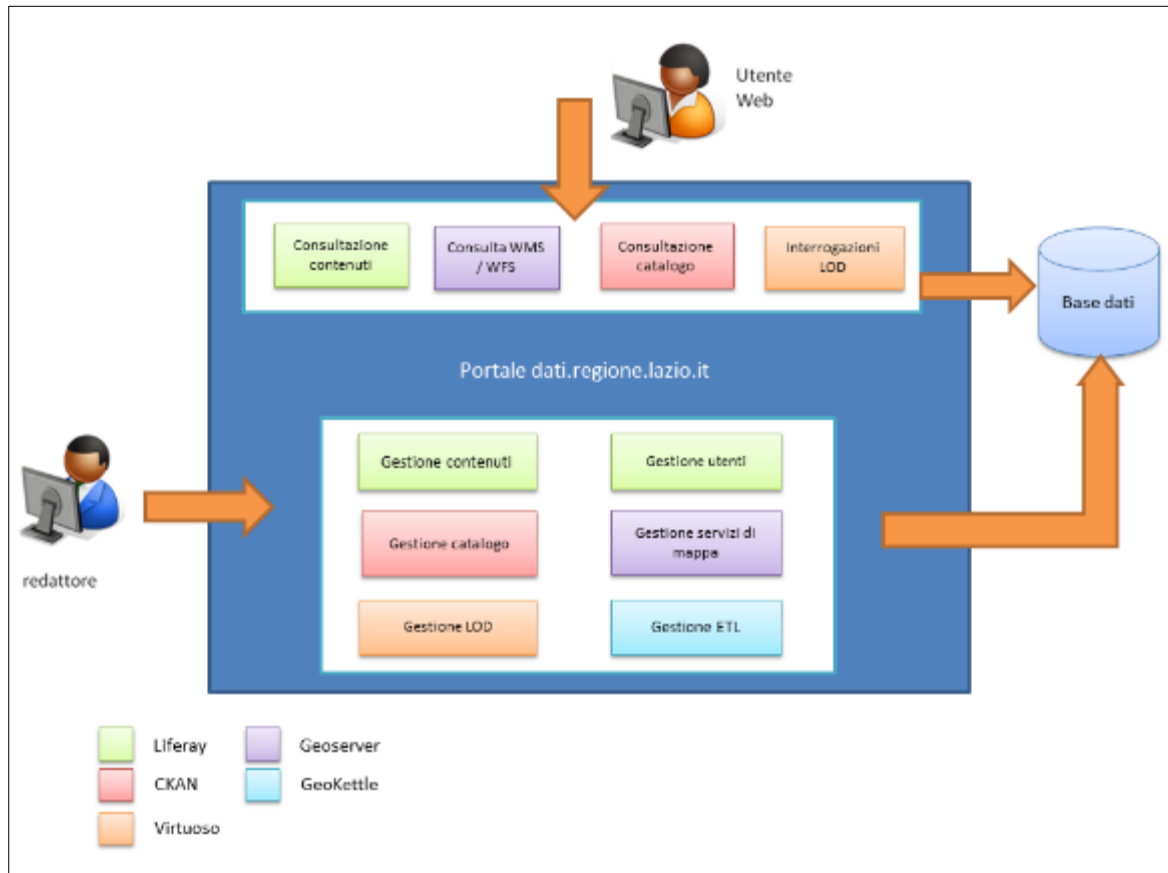 Utente
Web
Consultazione
contenuti
Consulta WMS
/ WFS
Consultazione
catalogo
Interrogazioni
LOD
Base dati
Portale dati.regione.lazio.it
redattore
Gestione contenuti
Gestione utenti
Gestione catalogo
Gestione servizi di
mappa
Gestione LOD
Gestione ETL
Liferay
Geoserver
CKAN
GeoKettle
Virtuoso